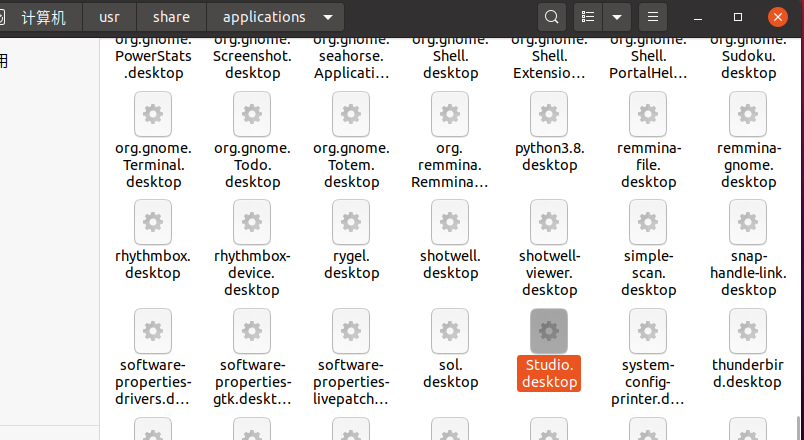 计算机 usr share applications
用
org.gnome. org.gnome. org.gnome. org.gnome. org.gnome. org.gnome. org.gnome.
PowerStats Screenshot. seahorse. Shell. Shell. Shell. Sudoku.
.desktop desktop Applicati... desktop Extensio... PortalHel... desktop
org.gnome. org.gnome. org.gnome. org. python3.8. remmina- remmina-
Terminal. Todo. Totem. remmina. desktop file. gnome.
desktop desktop desktop Remmina... desktop desktop
rhythmbox. rhythmbox- rygel. shotwell. shotwell- simple- snap-
desktop device. desktop desktop viewer. scan. handle-link.
desktop desktop desktop desktop
software- software- software- sol. Studio. system- thunderbir
properties- properties- properties- desktop desktop config- d.desktop
drivers.d... gtk.deskt... livepatch... printer.d...